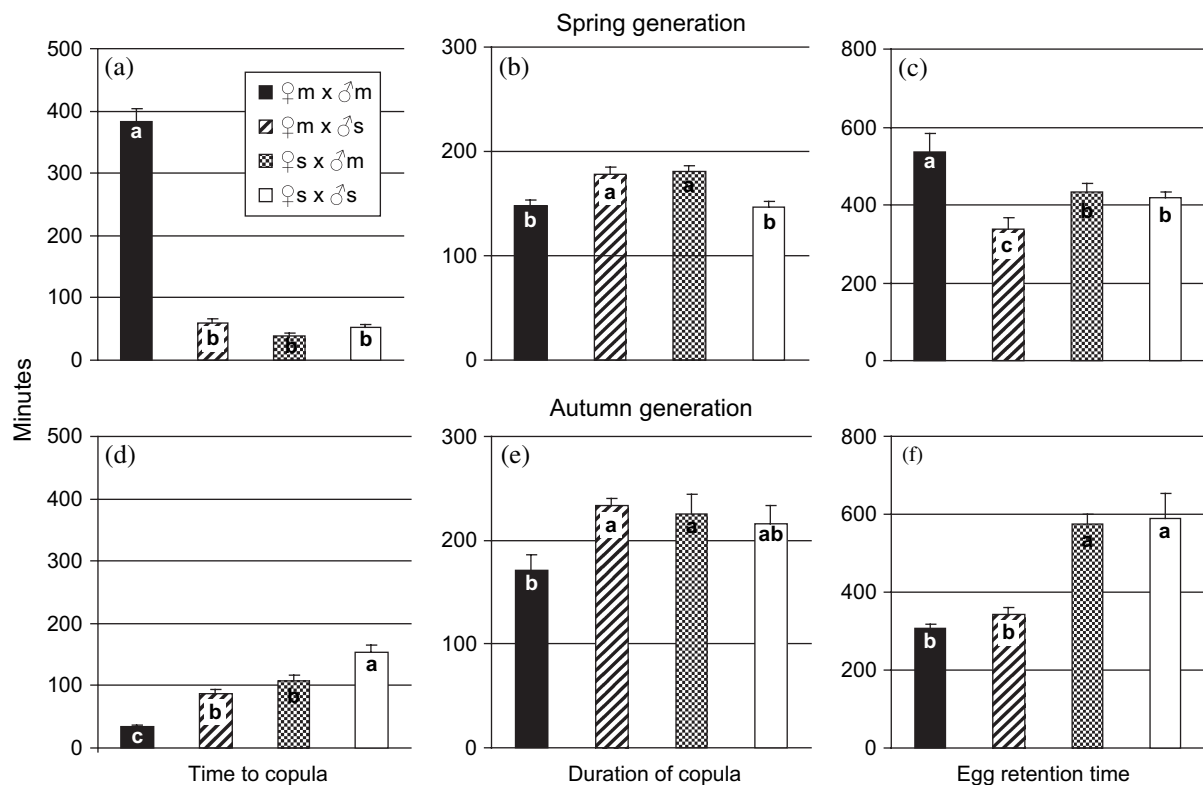 Spring generation
Minutes
(a)
500
400
300
200
100
0
♀m x ♂m
♀m x ♂s
♀s x ♂m
♀s x ♂s
a
b
b
b
(b)
300
200
100
0
b
a
a
b
(c)
800
600
400
200
0
a
c
b
b
Autumn generation
(d)
500
400
300
200
100
0
c
b
b
a
Time to copula
(e)
300
200
100
0
b
a
a
ab
Duration of copula
(f)
800
600
400
200
0
b
b
a
a
Egg retention time